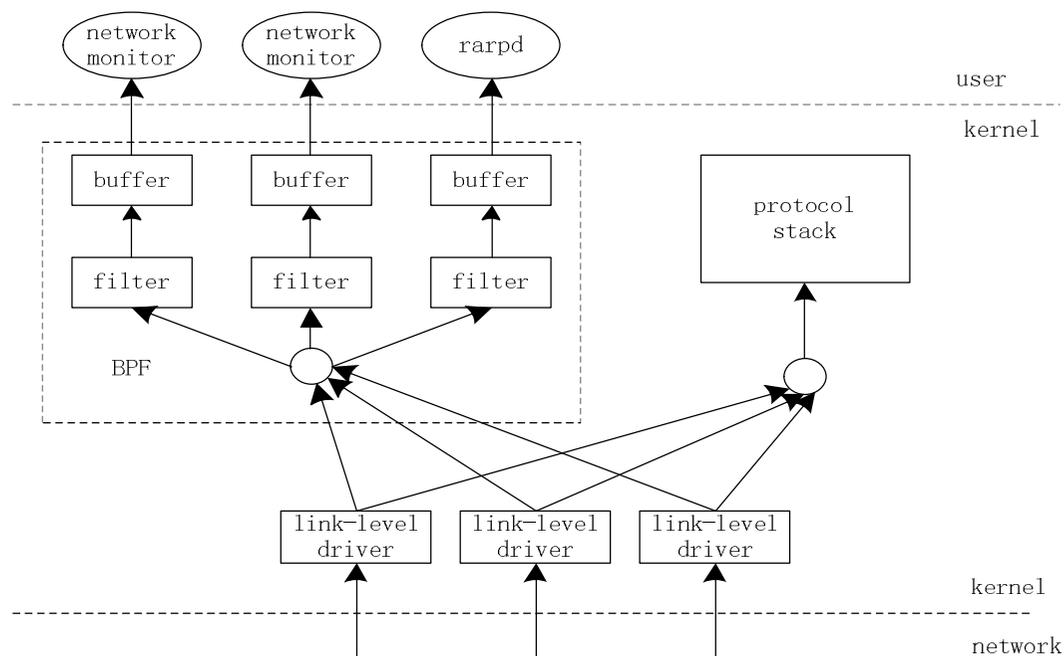 network
monitor
network
monitor
rarpd
user
kernel
buffer
buffer
buffer
protocol
stack
filter
filter
filter
BPF
link-level
driver
link-level
driver
link-level
driver
kernel
network